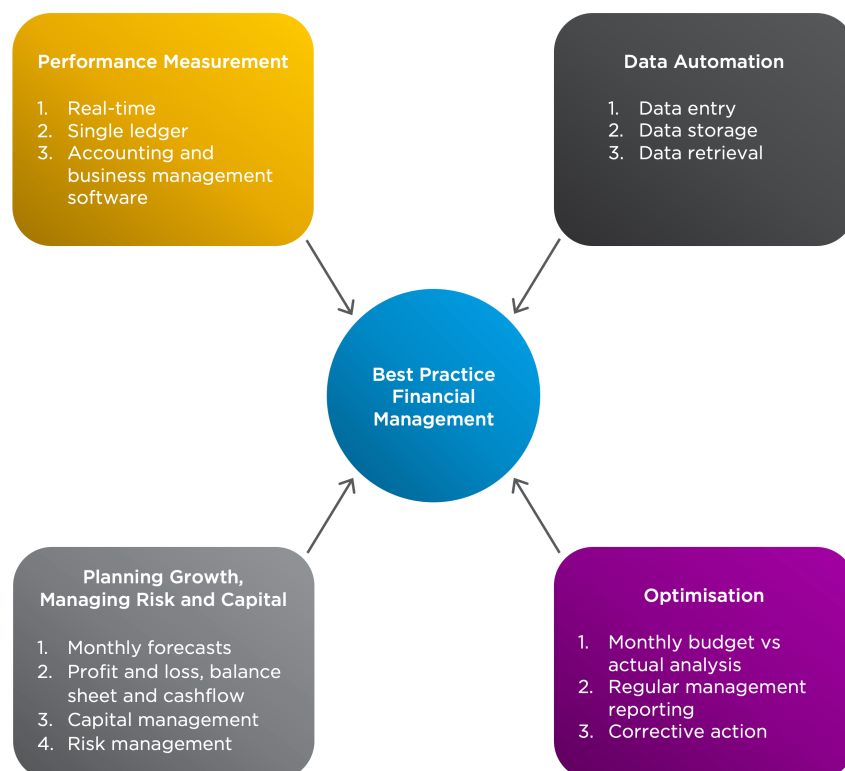 Performance Measurement
1. Real-time
2. Single ledger
3. Accounting and
business management
software
Data Automation
1. Data entry
2. Data storage
3. Data retrieval
Best Practice
Financial
Management
Planning Growth,
Managing Risk and Capital
1. Monthly forecasts
2. Profit and loss, balance
sheet and cashflow
3. Capital management
4. Risk management
Optimisation
1. Monthly budget vs
actual analysis
2. Regular management
reporting
3. Corrective action